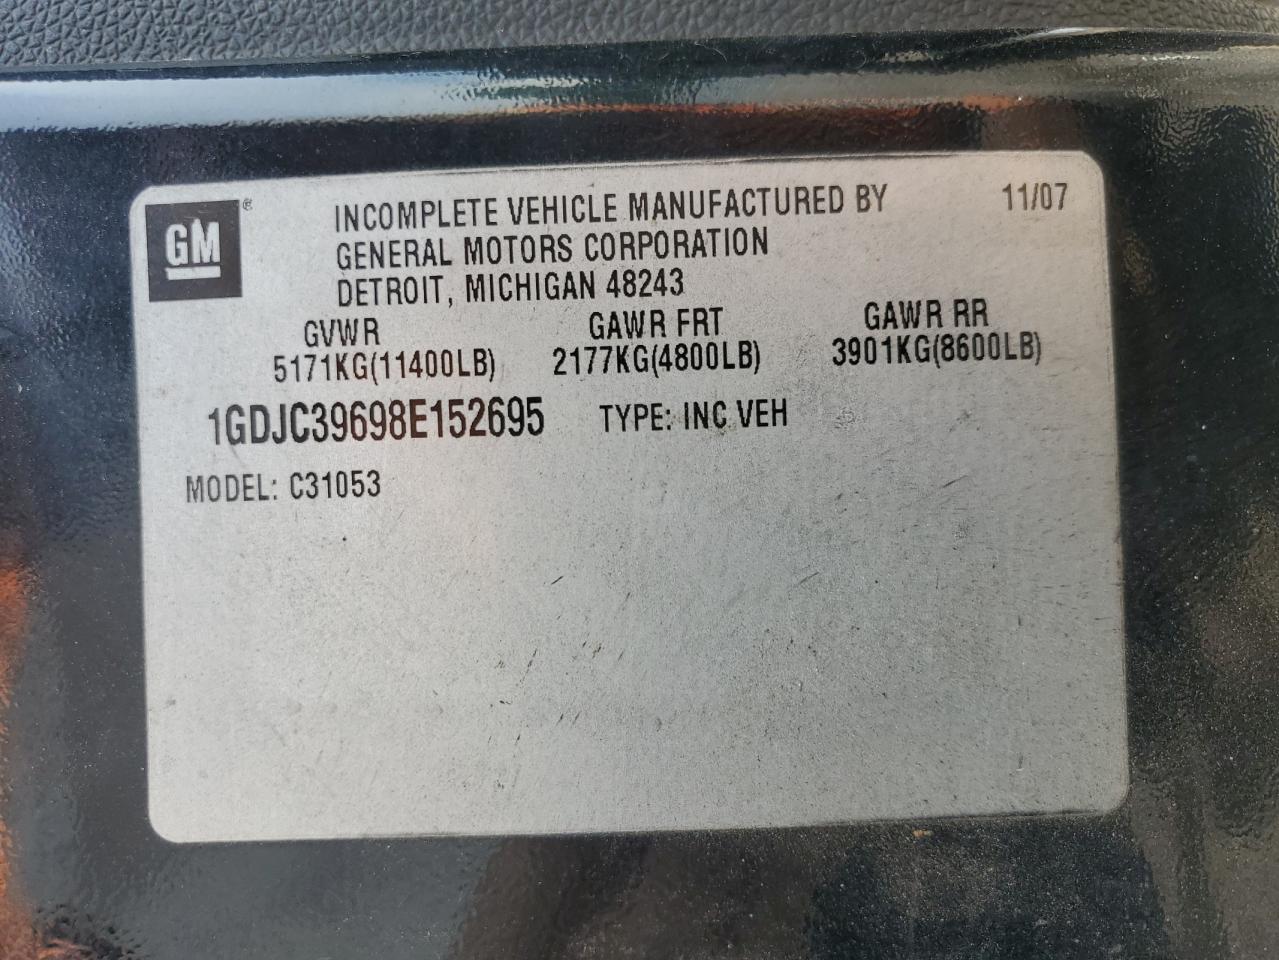 GM ®
INCOMPLETE VEHICLE MANUFACTURED BY 11/07
GENERAL MOTORS CORPORATION
DETROIT, MICHIGAN 48243
GVWR GAWR FRT GAWR RR
5171KG(11400LB) 2177KG(4800LB) 3901KG(8600LB)
1GDJC39698E152695 TYPE: INC VEH
MODEL: C31053